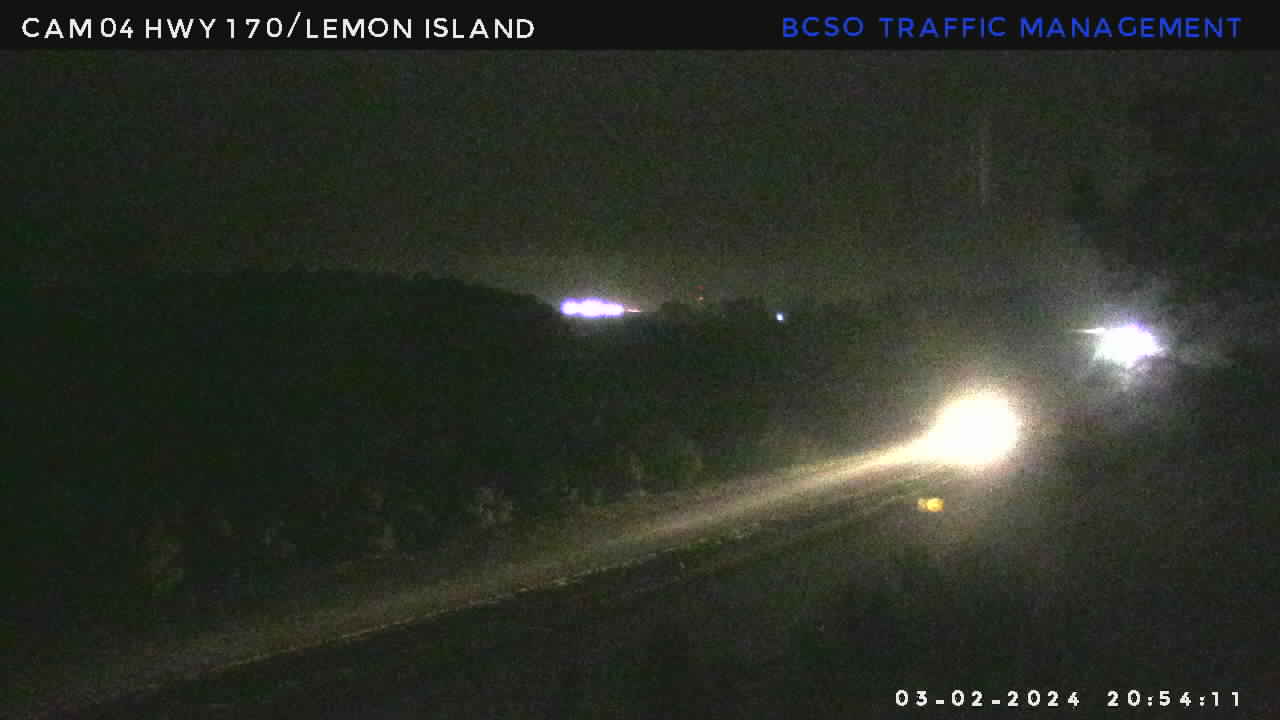 CAM04 HWY 170/LEMON ISLAND
BCSO TRAFFIC MANAGEMENT
03-02-2024 20:54:11